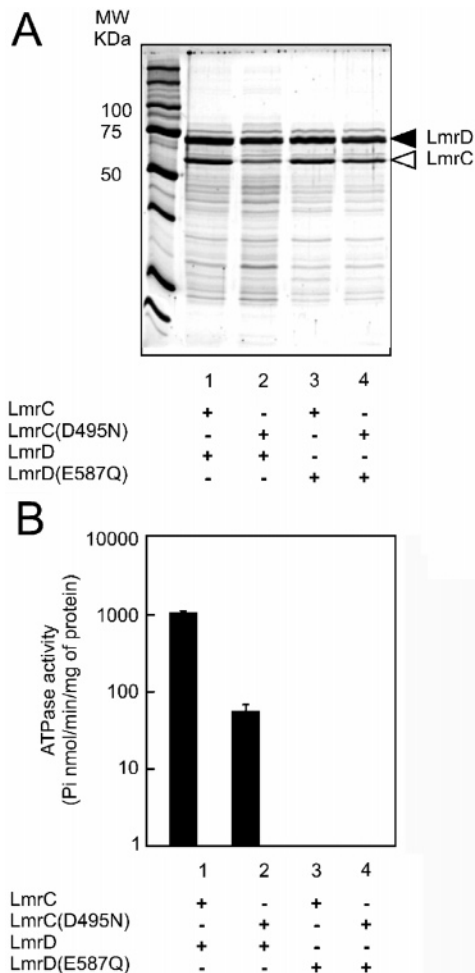 A
MW
KDa
100
75
50
LmrD
LmrC
1 2 3 4
LmrC + - + -
LmrC(D495N) - + - +
LmrD + + - -
LmrD(E587Q) - - + +
B
ATPase activity
(Pi nmol/min/mg of protein)
10000
1000
100
10
1
1 2 3 4
LmrC + - + -
LmrC(D495N) - + - +
LmrD + + - -
LmrD(E587Q) - - + +